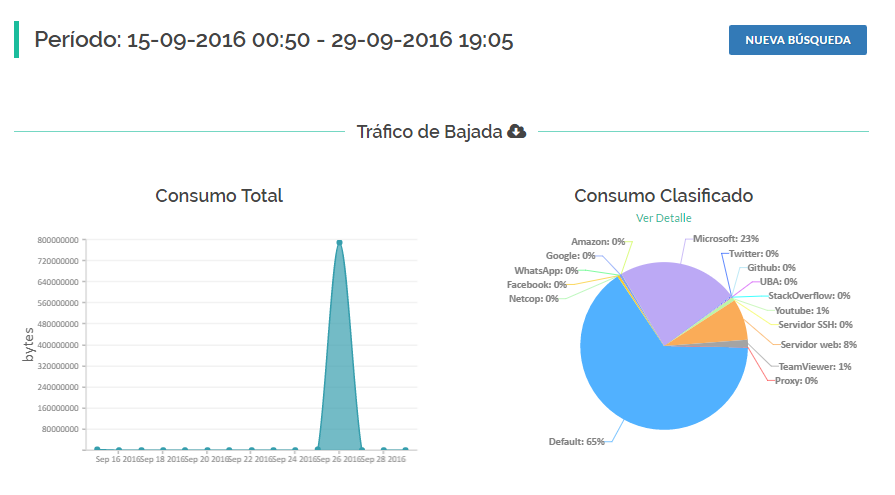 Período: 15-09-2016 00:50 - 29-09-2016 19:05
NUEVA BÚSQUEDA
Tráfico de Bajada
Consumo Total
800000000
720000000
640000000
560000000
480000000
400000000
320000000
240000000
160000000
80000000
bytes
Sep 16 2016
Sep 18 2016
Sep 20 2016
Sep 22 2016
Sep 24 2016
Sep 26 2016
Sep 28 2016
Consumo Clasificado
Ver Detalle
Amazon: 0%
Google: 0%
WhatsApp: 0%
Facebook: 0%
Netcop: 0%
Microsoft: 23%
Twitter: 0%
Github: 0%
UBA: 0%
StackOverflow: 0%
Youtube: 1%
Servidor SSH: 0%
Servidor web: 8%
TeamViewer: 1%
Proxy: 0%
Default: 65%